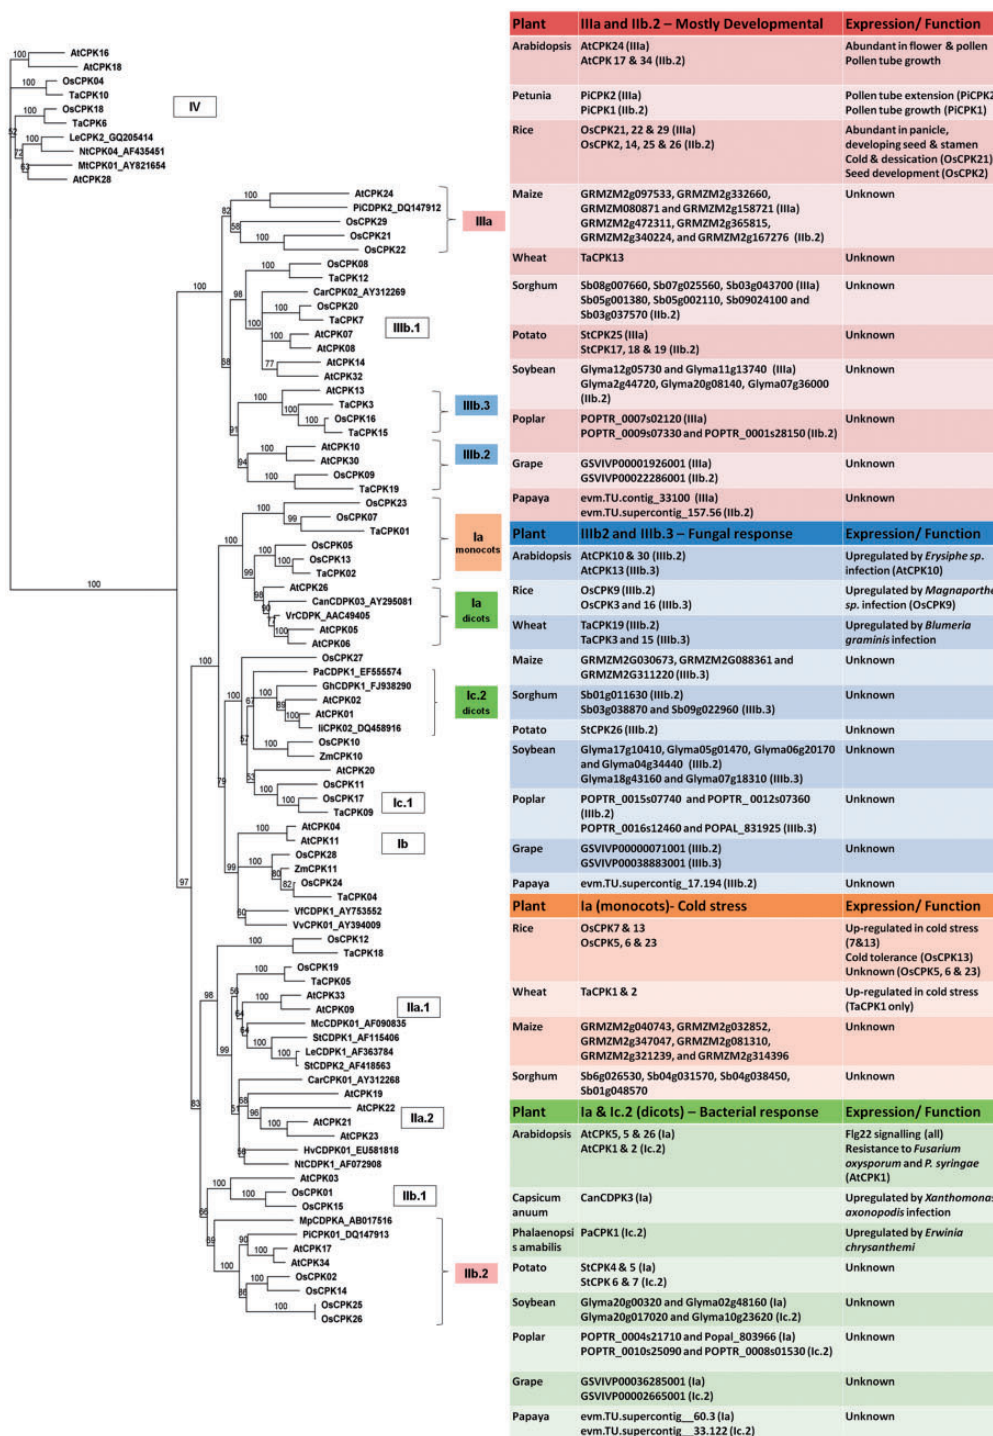 AtCPK16
AtCPK18
OsCPK04
TaCPK10
OsCPK18
TaCPK6
LeCPK2_GQ205414
NtCPK04_AF435451
MtCPK01_AY821654
AtCPK28
IV
AtCPK24
PiCDPK2_DQ147912
OsCPK29
OsCPK21
OsCPK22
IIIa
OsCPK08
TaCPK12
CarCPK02_AY312269
OsCPK20
TaCPK7
AtCPK07
AtCPK08
AtCPK14
AtCPK32
IIIb.1
AtCPK13
TaCPK3
OsCPK16
TaCPK15
IIIb.3
AtCPK10
AtCPK30
OsCPK09
TaCPK19
IIIb.2
OsCPK23
OsCPK07
TaCPK01
OsCPK05
OsCPK13
TaCPK02
Ia
monocots
AtCPK26
CanCDPK03_AY295081
VrCDPK_AAC49405
AtCPK05
AtCPK06
Ia
dicots
OsCPK27
PaCDPK1_EF555574
GhCDPK1_FJ938290
AtCPK02
AtCPK01
IiCPK02_DQ458916
Ic.2
dicots
OsCPK10
ZmCPK10
AtCPK20
OsCPK11
OsCPK17
TaCPK09
Ic.1
AtCPK04
AtCPK11
OsCPK28
ZmCPK11
OsCPK24
TaCPK04
VfCDPK1_AY753552
VvCPK01_AY394009
Ib
OsCPK12
TaCPK18
OsCPK19
TaCPK05
AtCPK33
AtCPK09
McCDPK01_AF090835
StCDPK1_AF115406
LeCDPK1_AF363784
StCDPK2_AF418563
IIa.1
CarCPK01_AY312268
AtCPK19
AtCPK22
AtCPK21
AtCPK23
HvCDPK01_EU581818
NtCDPK1_AF072908
IIa.2
AtCPK03
OsCPK01
OsCPK15
IIb.1
MpCDPKA_AB017516
PiCPK01_DQ147913
AtCPK17
AtCPK34
OsCPK02
OsCPK14
OsCPK25
OsCPK26
IIb.2
Plant IIIa and IIb.2 – Mostly Developmental Expression/ Function
Arabidopsis AtCPK24 (IIIa) Abundant in flower & pollen
AtCPK 17 & 34 (IIb.2) Pollen tube growth
Petunia PiCPK2 (IIIa) Pollen tube extension (PiCPK2
PiCPK1 (IIb.2) Pollen tube growth (PiCPK1)
Rice OsCPK21, 22 & 29 (IIIa) Abundant in panicle,
OsCPK2, 14, 25 & 26 (IIb.2) developing seed & stamen
Cold & dessication (OsCPK21)
Seed development (OsCPK2)
Maize GRMZM2g097533, GRMZM2g332660, Unknown
GRMZM080871 and GRMZM2g158721 (IIIa)
GRMZM2g472311, GRMZM2g365815,
GRMZM2g340224, and GRMZM2g167276 (IIb.2)
Wheat TaCPK13 Unknown
Sorghum Sb08g007660, Sb07g025560, Sb03g043700 (IIIa) Unknown
Sb05g001380, Sb05g002110, Sb09024100 and
Sb03g037570 (IIb.2)
Potato StCPK25 (IIIa) Unknown
StCPK17, 18 & 19 (IIb.2)
Soybean Glyma12g05730 and Glyma11g13740 (IIIa) Unknown
Glyma2g44720, Glyma20g08140, Glyma07g36000
(IIb.2)
Poplar POPTR_0007s02120 (IIIa) Unknown
POPTR_0009s07330 and POPTR_0001s28150 (IIb.2)
Grape GSVIVP00001926001 (IIIa) Unknown
GSVIVP00022286001 (IIb.2)
Papaya evm.TU.contig_33100 (IIIa) Unknown
evm.TU.supercontig_157.56 (IIb.2)
Plant IIIb2 and IIIb.3 – Fungal response Expression/ Function
Arabidopsis AtCPK10 & 30 (IIIb.2) Upregulated by Erysiphe sp.
AtCPK13 (IIIb.3) infection (AtCPK10)
Rice OsCPK9 (IIIb.2) Upregulated by Magnaporthe
OsCPK3 and 16 (IIIb.3) sp. infection (OsCPK9)
Wheat TaCPK19 (IIIb.2) Upregulated by Blumeria
TaCPK3 and 15 (IIIb.3) graminis infection
Maize GRMZM2G030673, GRMZM2G088361 and Unknown
GRMZM2G311220 (IIIb.3)
Sorghum Sb01g011630 (IIIb.2) Unknown
Sb03g038870 and Sb09g022960 (IIIb.3)
Potato StCPK26 (IIIb.2) Unknown
Soybean Glyma17g10410, Glyma05g01470, Glyma06g20170 Unknown
and Glyma04g34440 (IIIb.2)
Glyma18g43160 and Glyma07g18310 (IIIb.3)
Poplar POPTR_0015s07740 and POPTR_0012s07360 Unknown
(IIIb.2)
POPTR_0016s12460 and POPAL_831925 (IIIb.3)
Grape GSVIVP00000071001 (IIIb.2) Unknown
GSVIVP00038883001 (IIIb.3)
Papaya evm.TU.supercontig_17.194 (IIIb.2) Unknown
Plant Ia (monocots)- Cold stress Expression/ Function
Rice OsCPK7 & 13 Up-regulated in cold stress
OsCPK5, 6 & 23 (7&13)
Cold tolerance (OsCPK13)
Unknown (OsCPK5, 6 & 23)
Wheat TaCPK1 & 2 Up-regulated in cold stress
(TaCPK1 only)
Maize GRMZM2g040743, GRMZM2g032852, Unknown
GRMZM2g347047, GRMZM2g081310,
GRMZM2g321239, and GRMZM2g314396
Sorghum Sb6g026530, Sb04g031570, Sb04g038450, Unknown
Sb01g048570
Plant Ia & Ic.2 (dicots) – Bacterial response Expression/ Function
Arabidopsis AtCPK5, 5 & 26 (Ia) Flg22 signalling (all)
AtCPK1 & 2 (Ic.2) Resistance to Fusarium
oxysporum and P. syringae
(AtCPK1)
Capsicum CanCDPK3 (Ia) Upregulated by Xanthomonas
anuum axonopodis infection
Phalaenopsi PaCPK1 (Ic.2) Upregulated by Erwinia
s amabilis chrysanthemi
Potato StCPK4 & 5 (Ia) Unknown
StCPK 6 & 7 (Ic.2)
Soybean Glyma20g00320 and Glyma02g48160 (Ia) Unknown
Glyma20g017020 and Glyma10g23620 (Ic.2)
Poplar POPTR_0004s21710 and Popal_803966 (Ia) Unknown
POPTR_0010s25090 and POPTR_0008s01530 (Ic.2)
Grape GSVIVP00036285001 (Ia) Unknown
GSVIVP00002665001 (Ic.2)
Papaya evm.TU.supercontig__60.3 (Ia) Unknown
evm.TU.supercontig__33.122 (Ic.2)